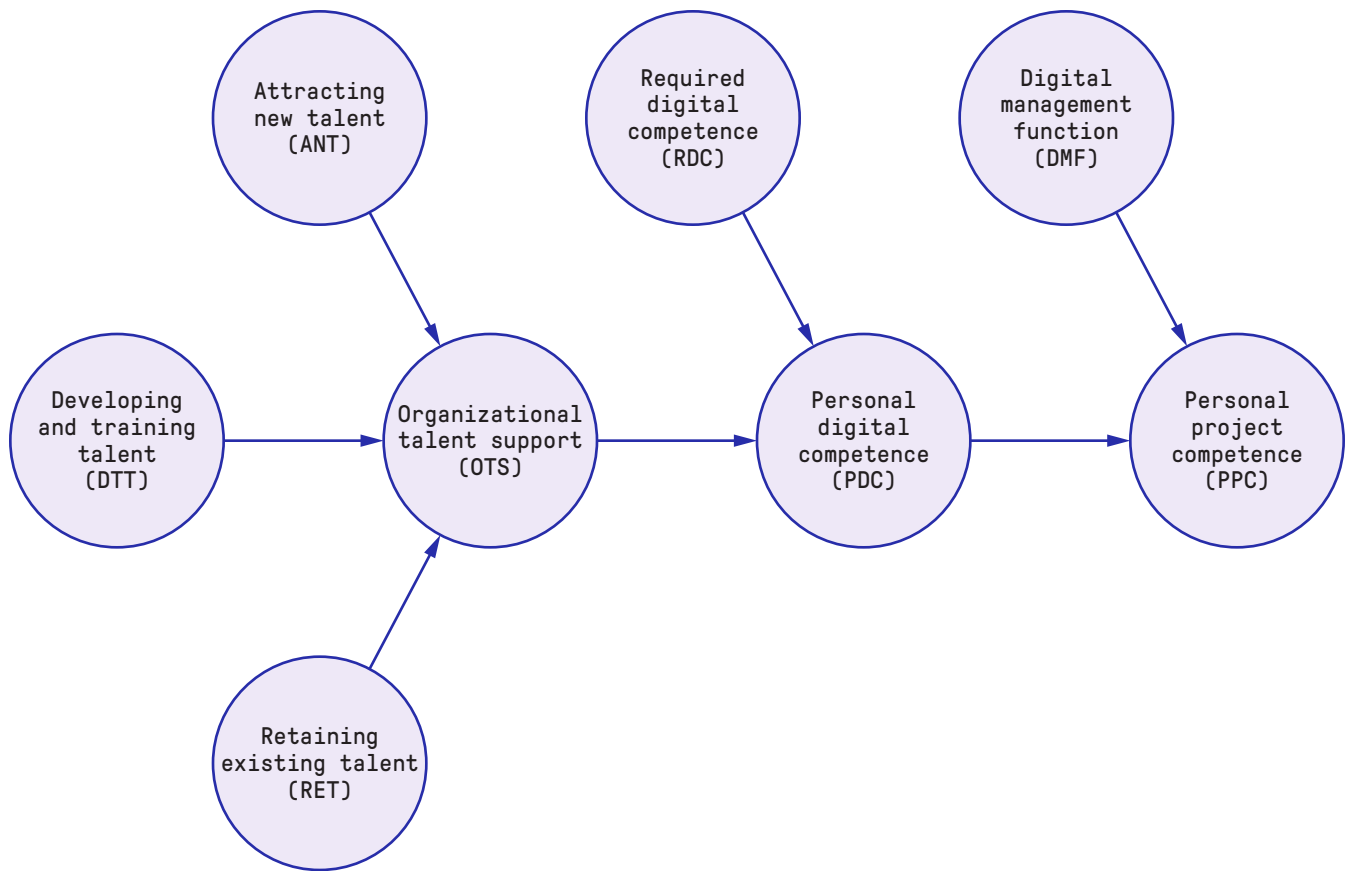 Attracting
new talent
(ANT)
Required
digital
competence
(RDC)
Digital
management
function
(DMF)
Developing
and training
talent
(DTT)
Organizational
talent support
(OTS)
Personal
digital
competence
(PDC)
Personal
project
competence
(PPC)
Retaining
existing talent
(RET)